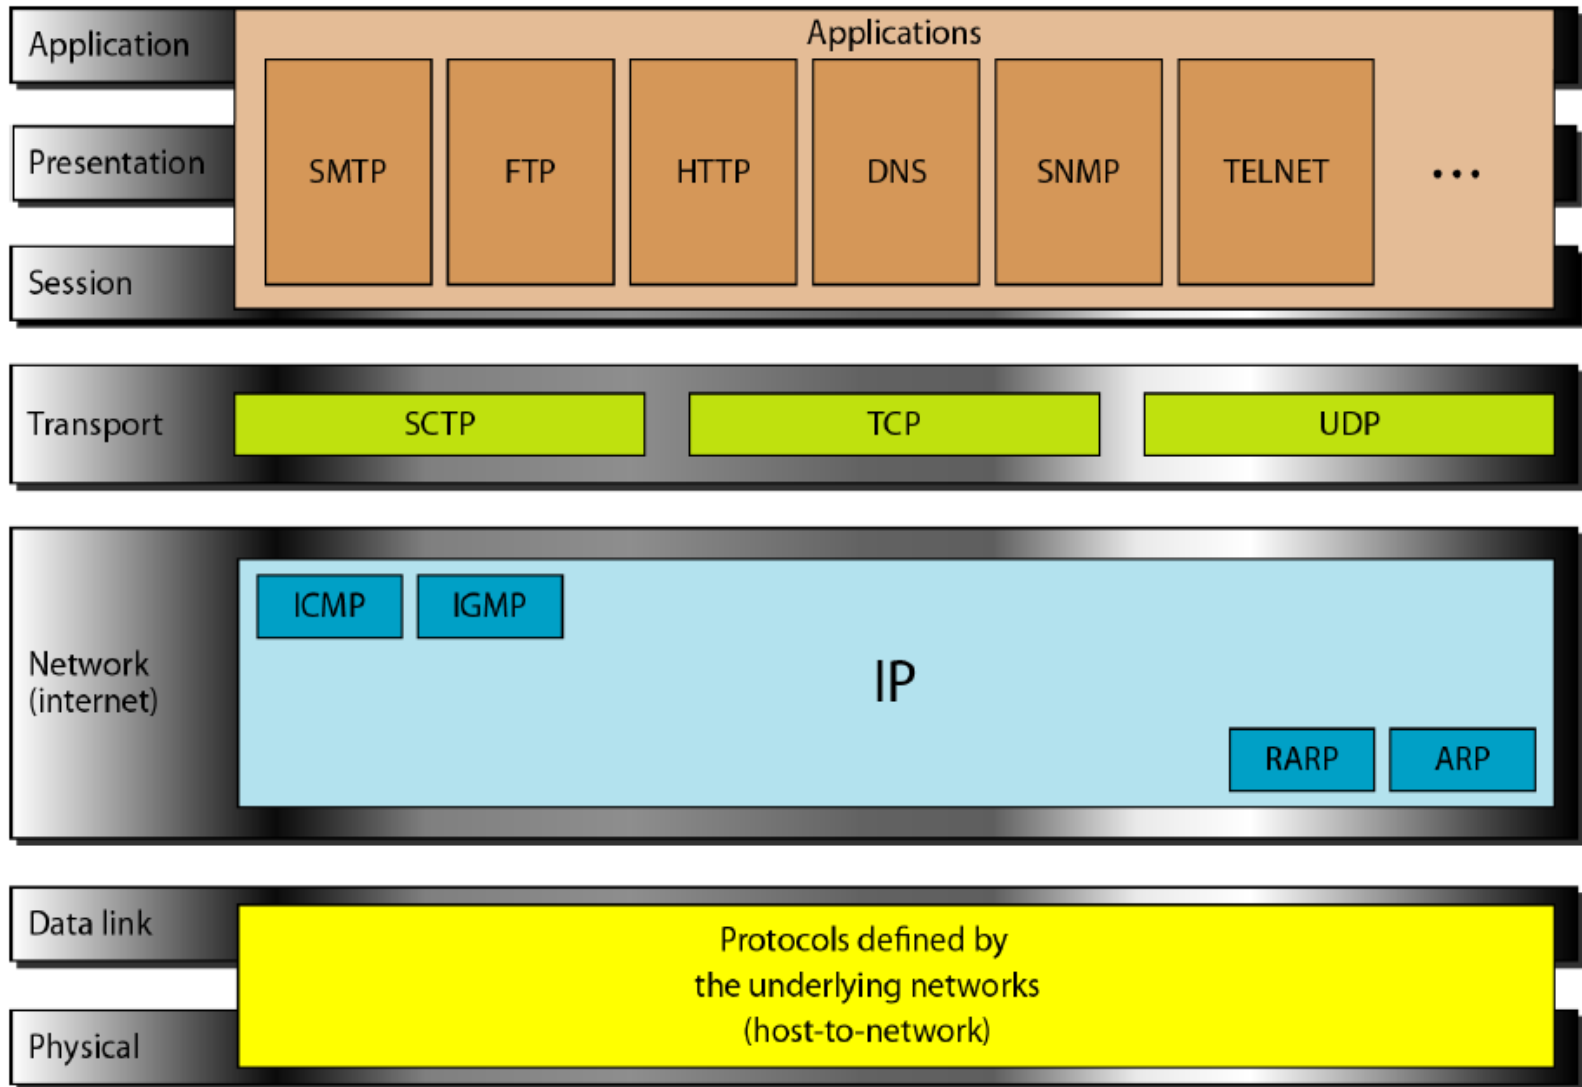 Application
Applications
Presentation
SMTP
FTP
HTTP
DNS
SNMP
TELNET
...
Session
Transport
SCTP
TCP
UDP
Network
(internet)
ICMP
IGMP
IP
RARP
ARP
Data link
Protocols defined by
the underlying networks
(host-to-network)
Physical